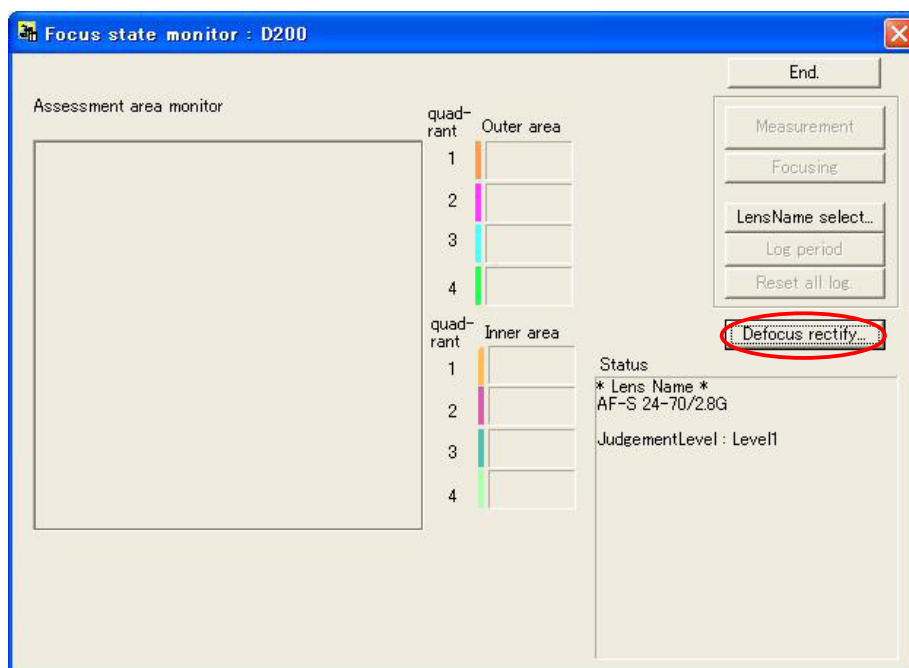 Focus state monitor : D200
End.
Assessment area monitor
quad-
rant
Outer area
1
2
3
4
quad-
rant
Inner area
1
2
3
4
Measurement
Focusing
LensName select...
Log period
Reset all log.
Defocus rectify...
Status
* Lens Name *
AF-S 24-70/2.8G
JudgementLevel : Level1